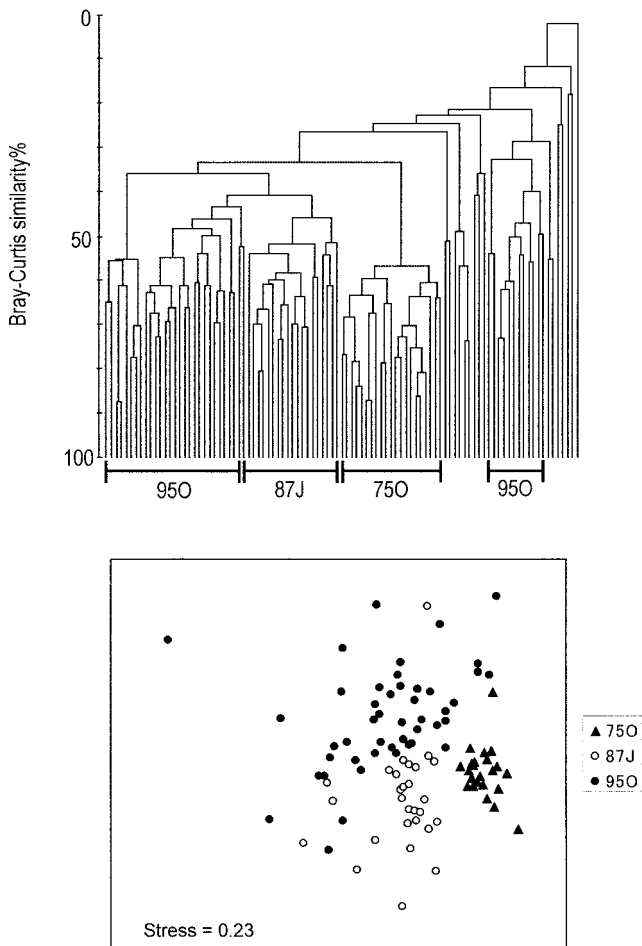 Bray-Curtis similarity%
0
50
100
95O
87J
75O
95O
75O
87J
95O
Stress = 0.23